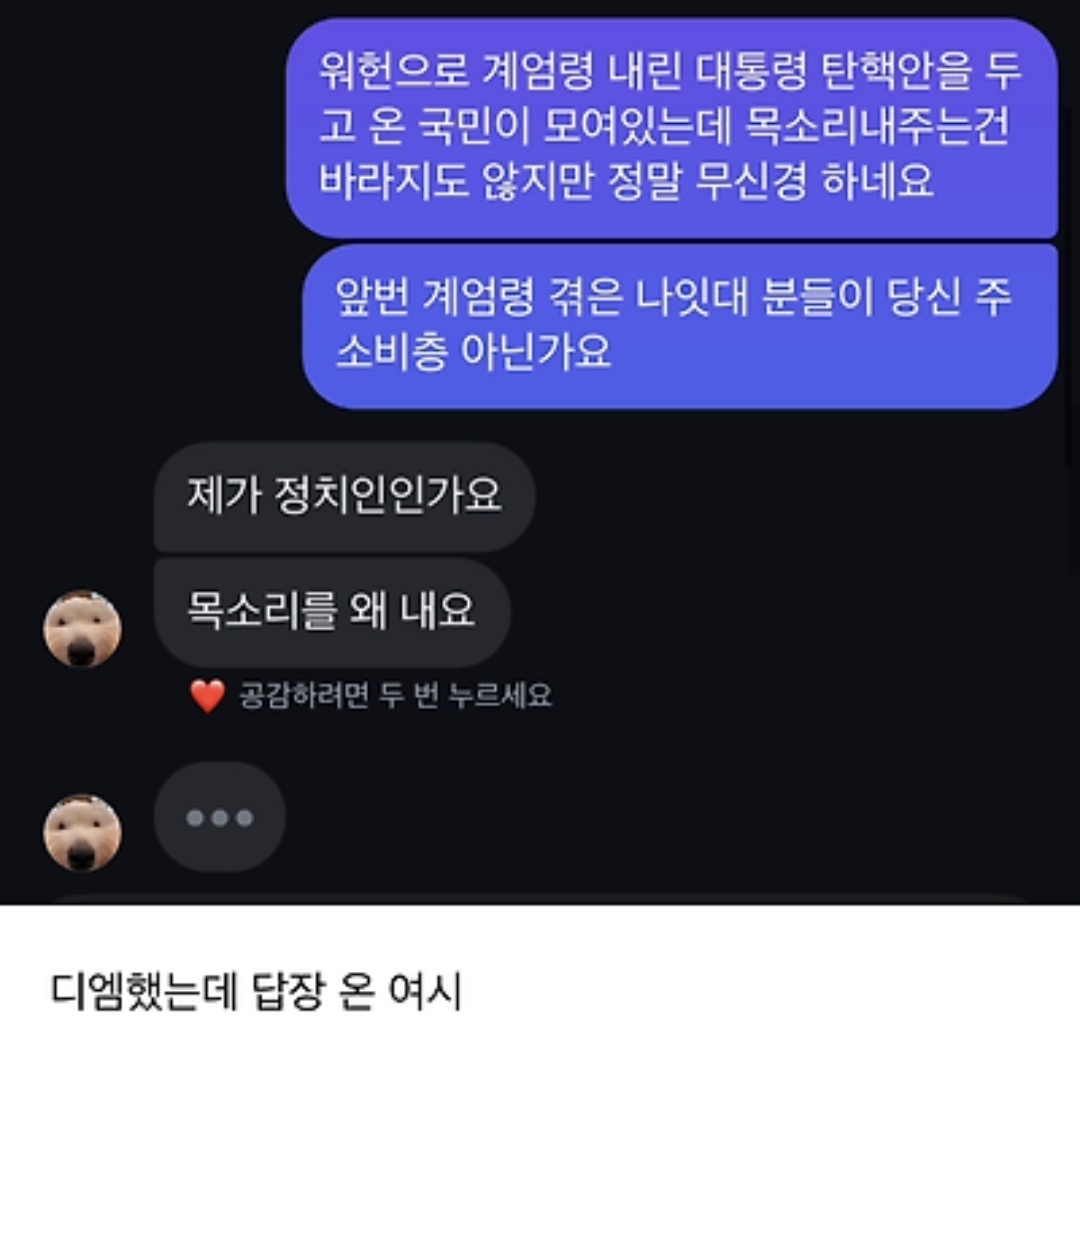 워헌으로 계엄령 내린 대통령 탄핵안을 두
고 온 국민이 모여있는데 목소리내주는건
바라지도 않지만 정말 무신경 하네요
앞번 계엄령 겪은 나잇대 분들이 당신 주
소비층 아닌가요
제가 정치인인가요
목소리를 왜 내요
공감하려면 두 번 누르세요
디엠했는데 답장 온 여시